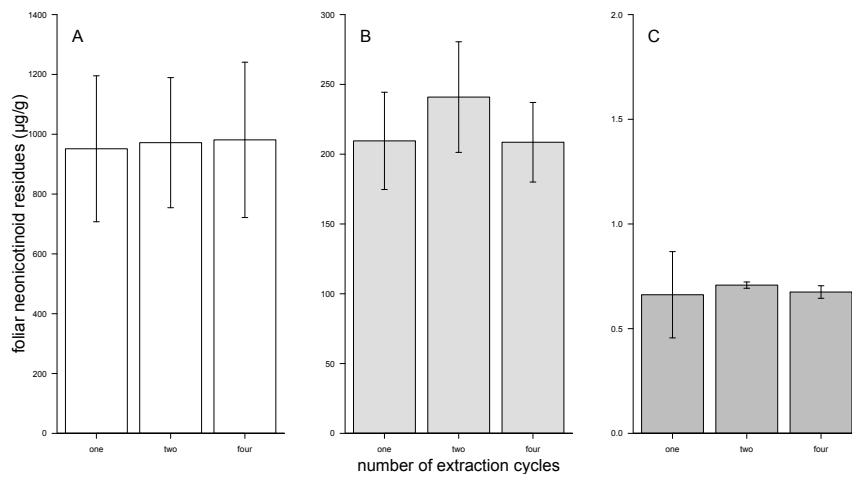 A
B
C
foliar neonicotinoid residues (µg/g)
1400
1200
1000
800
600
400
200
0
one two four
300
250
200
150
100
50
0
one two four
2.0
1.5
1.0
0.5
0.0
one two four
number of extraction cycles